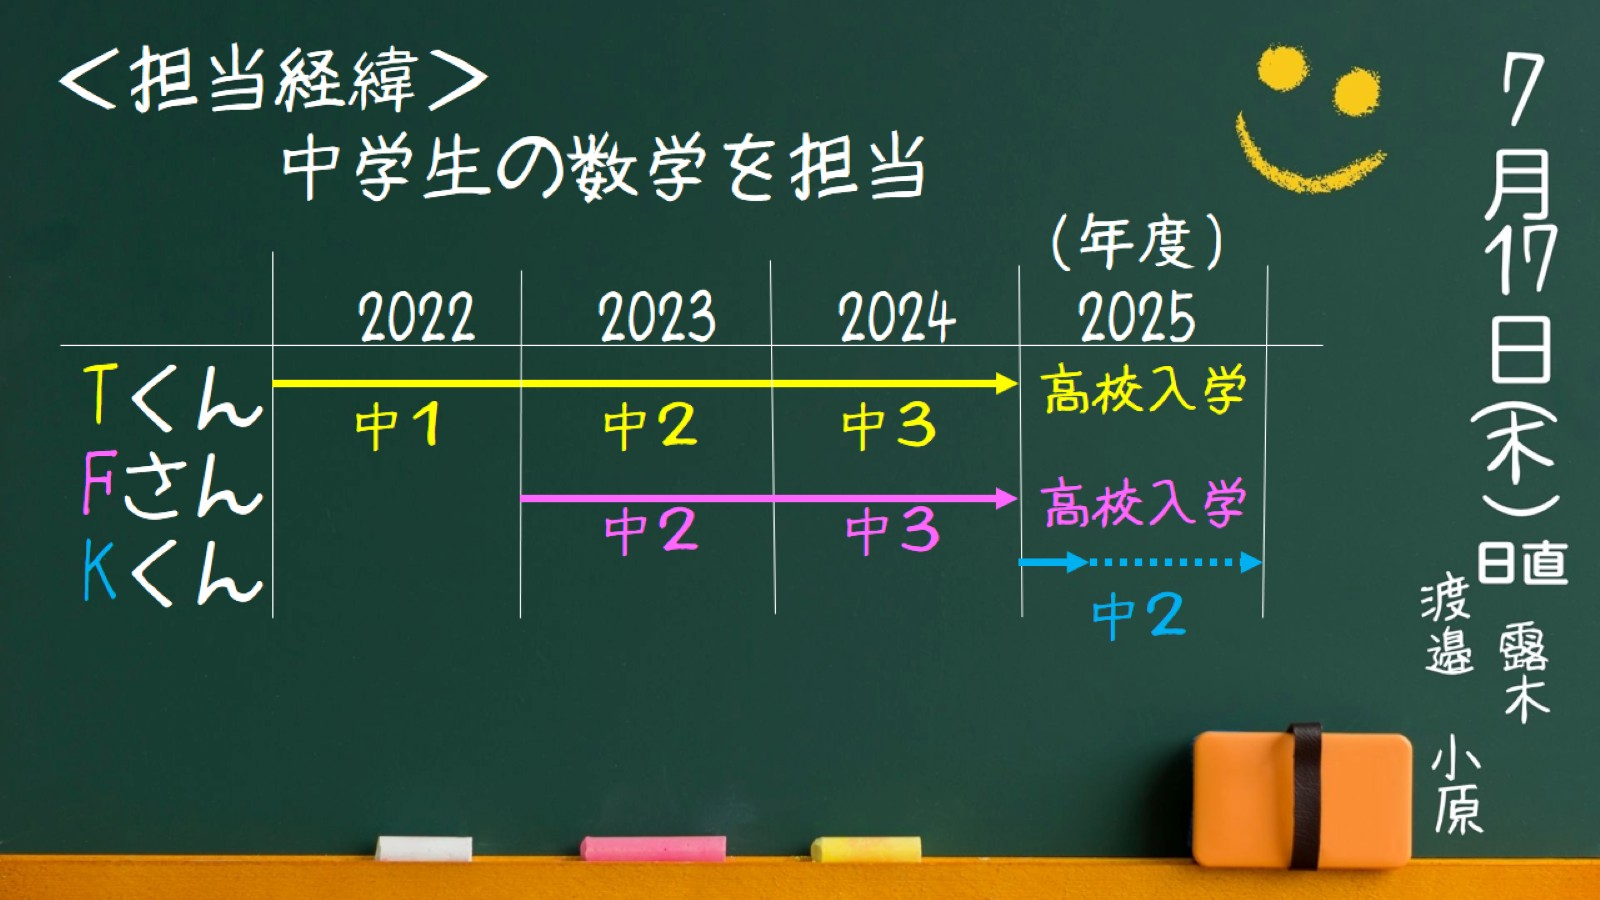 ＜担当経緯＞
中学生の数学を担当
（年度）
2022 2023 2024 2025
Tくん
中1 中2 中3 高校入学
Fさん
中2 中3 高校入学
Kくん
中2
7月17日（木）
日直
露木
渡邉
小原